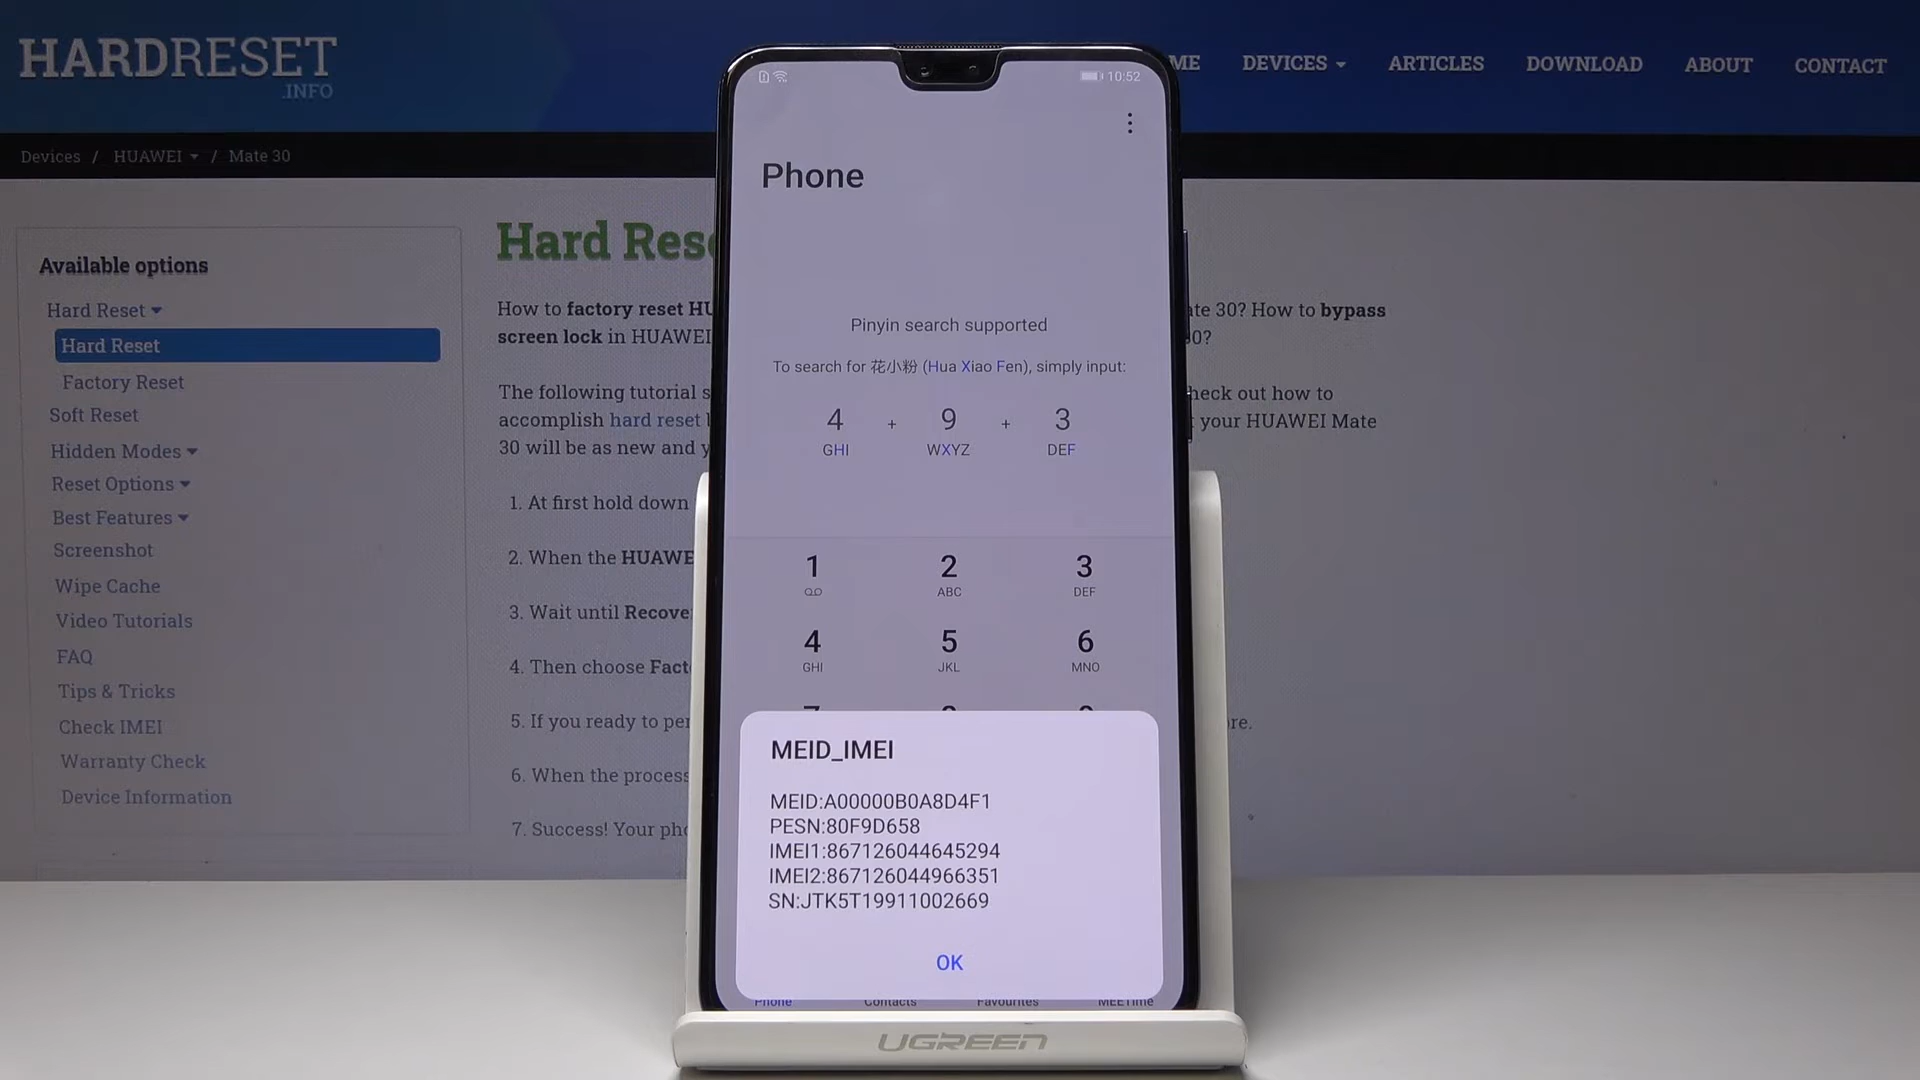 HARDRESET
.INFO
ME DEVICES ARTICLES DOWNLOAD ABOUT CONTACT
Devices / HUAWEI / Mate 30
Available options
Hard Reset
Hard Reset
Factory Reset
Soft Reset
Hidden Modes
Reset Options
Best Features
Screenshot
Wipe Cache
Video Tutorials
FAQ
Tips & Tricks
Check IMEI
Warranty Check
Device Information
Hard Res
How to factory reset HU ate 30? How to bypass
screen lock in HUAWEI 0?
The following tutorial s heck out how to
accomplish hard reset your HUAWEI Mate
30 will be as new and y
1. At first hold down
2. When the HUAWE
3. Wait until Recove
4. Then choose Fact
5. If you ready to per re.
6. When the process
7. Success! Your pho
10:52
Phone
Pinyin search supported
To search for 花小粉 (Hua Xiao Fen), simply input:
4 + 9 + 3
GHI WXYZ DEF
1 2 3
ABC DEF
4 5 6
GHI JKL MNO
MEID_IMEI
MEID:A00000B0A8D4F1
PESN:80F9D658
IMEI1:867126044645294
IMEI2:867126044966351
SN:JTK5T19911002669
OK
Phone Contacts Favourites MEETime
UGREEN